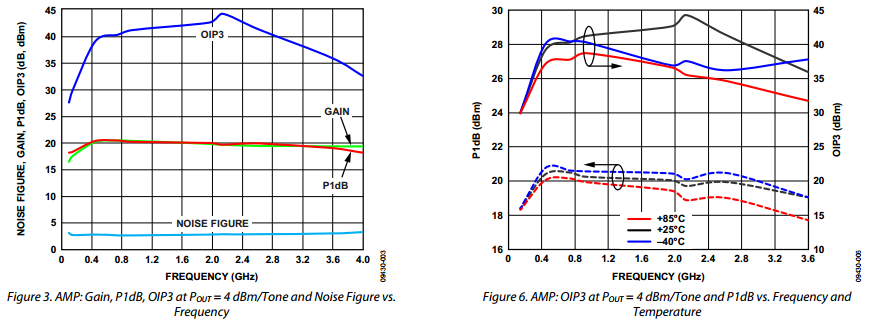 NOISE FIGURE, GAIN, P1dB, OIP3 (dB, dBm)
45
40
35
30
25
20
15
10
5
0
OIP3
GAIN
P1dB
NOISE FIGURE
0 0.4 0.8 1.2 1.6 2.0 2.4 2.8 3.2 3.6 4.0
FREQUENCY (GHz)
09430-003
Figure 3. AMP: Gain, P1dB, OIP3 at POUT = 4 dBm/Tone and Noise Figure vs.
Frequency
P1dB (dBm)
30
28
26
24
22
20
18
16
+85°C
+25°C
–40°C
45
40
35
30
25
20
15
10
OIP3 (dBm)
0 0.4 0.8 1.2 1.6 2.0 2.4 2.8 3.2 3.6
FREQUENCY (GHz)
09430-006
Figure 6. AMP: OIP3 at POUT = 4 dBm/Tone and P1dB vs. Frequency and
Temperature